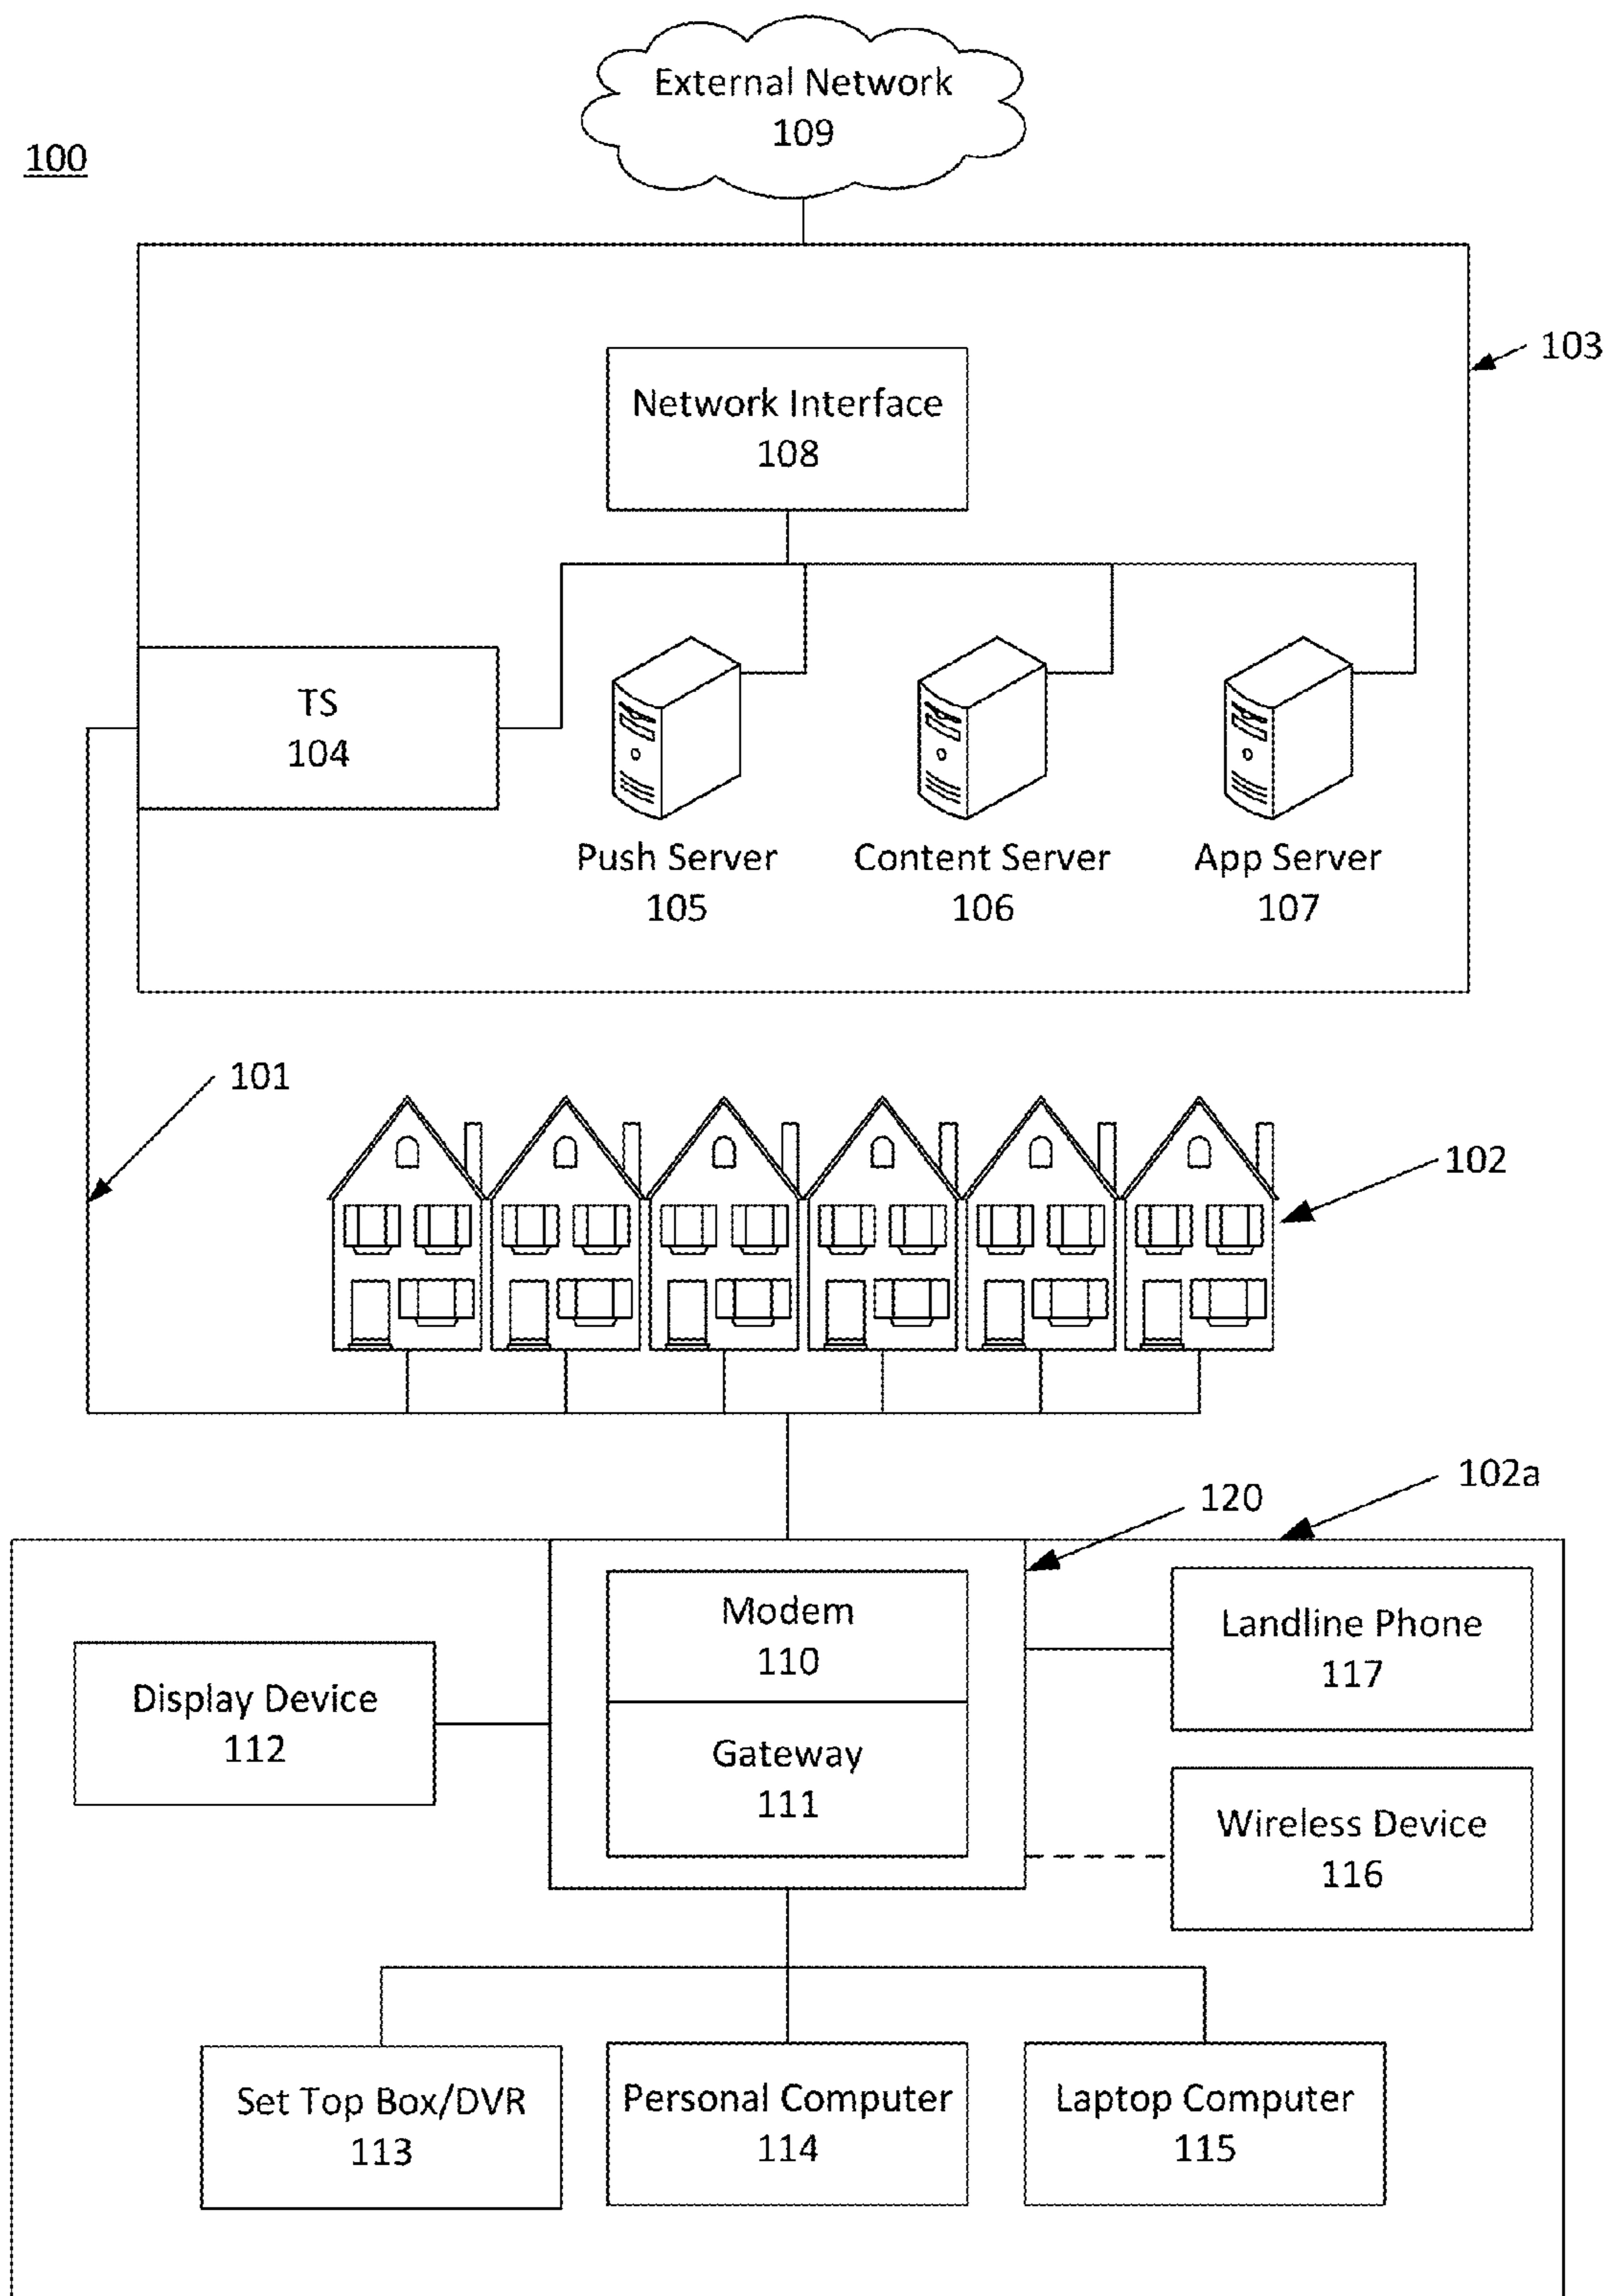 External Network
109
100
103
Network Interface
108
TS
104
Push Server
105
Content Server
106
App Server
107
101
102
102a
120
Modem
110
Landline Phone
117
Display Device
112
Gateway
111
Wireless Device
116
Set Top Box/DVR
113
Personal Computer
114
Laptop Computer
115